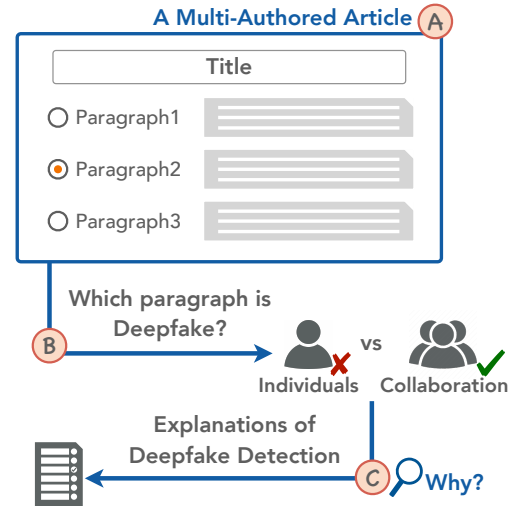 A Multi-Authored Article A
Title
Paragraph1
Paragraph2
Paragraph3
Which paragraph is
Deepfake?
B
vs
Individuals Collaboration
Explanations of
Deepfake Detection
C Why?